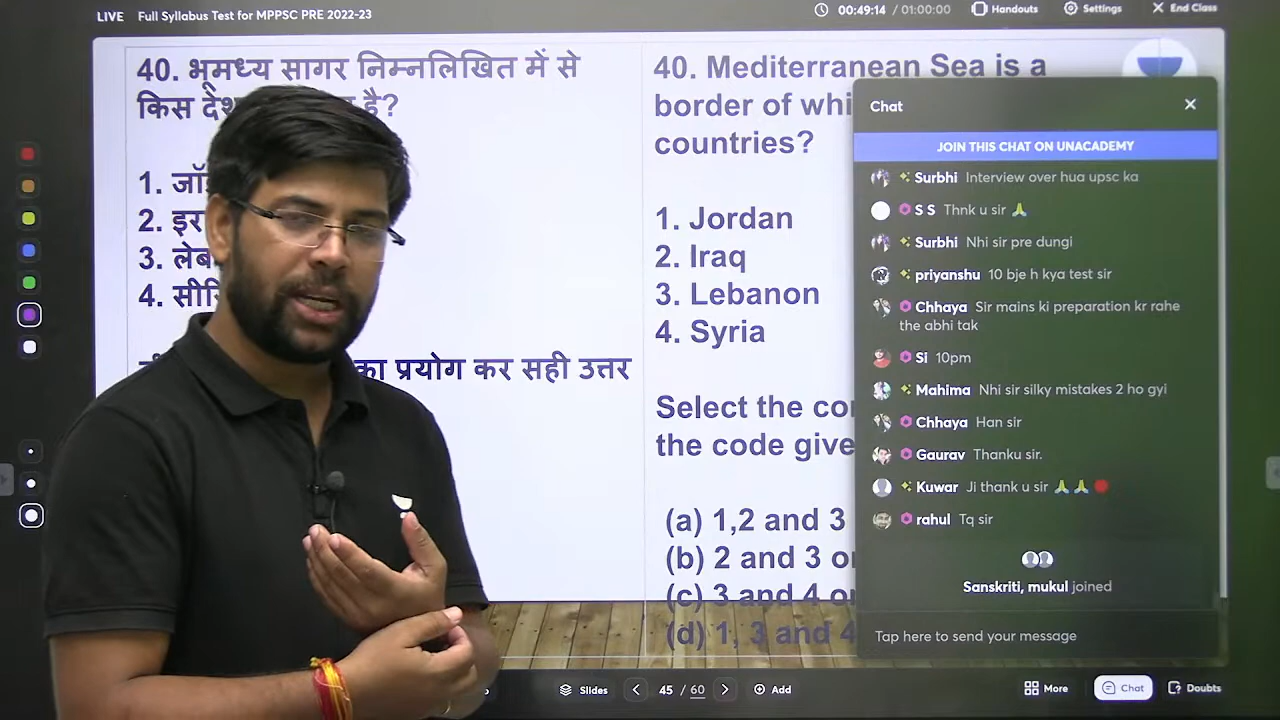 LIVE Full Syllabus Test for MPPSC PRE 2022-23
00:49:14 / 01:00:00 Handouts Settings End Class
40. भूमध्य सागर निम्नलिखित में से
किस है?
1.
2.
3.
4.
का प्रयोग कर सही उत्तर
40. Mediterranean Sea is a
border of
countries?
1. Jordan
2. Iraq
3. Lebanon
4. Syria
Select the
the code
(a) 1,2 and 3
(b) 2 and 3
(c) 3 and 4
(d) 1, 3 and 4
Chat
JOIN THIS CHAT ON UNACADEMY
Surbhi Interview over hua upsc ka
S S Thnk u sir 🙏
Surbhi Nhi sir pre dungi
priyanshu 10 bje h kya test sir
Chhaya Sir mains ki preparation kr rahe
the abhi tak
Si 10pm
Mahima Nhi sir silky mistakes 2 ho gyi
Chhaya Han sir
Gaurav Thanku sir.
Kuwar Ji thank u sir 🙏🙏
rahul Tq sir
Sanskriti, mukul joined
Tap here to send your message
Slides 45 / 60 Add
More Chat Doubts